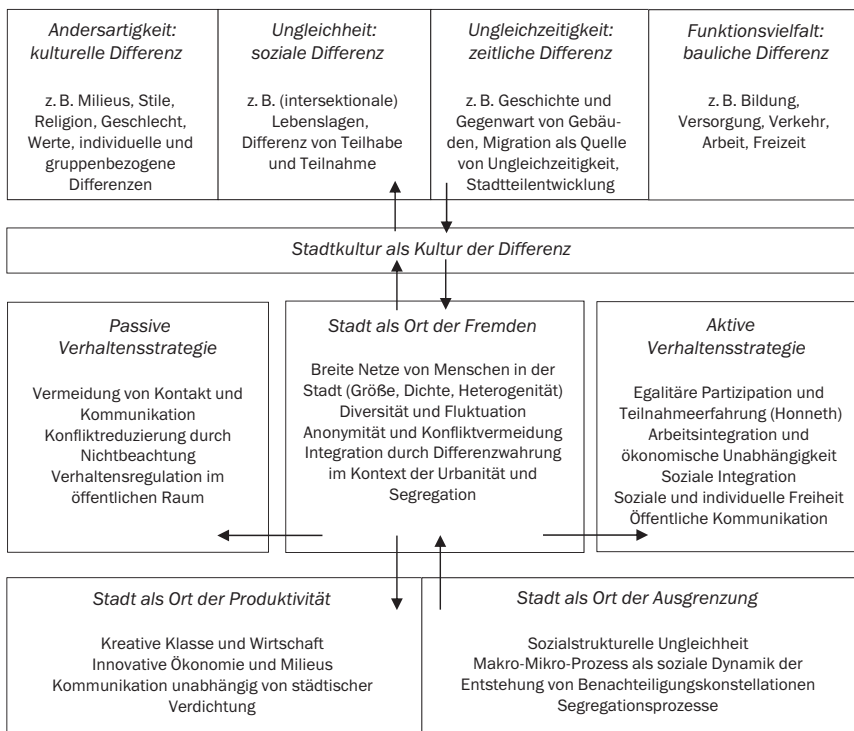 Andersartigkeit:
kulturelle Differenz
z. B. Milieus, Stile,
Religion, Geschlecht,
Werte, individuelle und
gruppenbezogene
Differenzen
Ungleichheit:
soziale Differenz
z. B. (intersektionale)
Lebenslagen,
Differenz von Teilhabe
und Teilnahme
Ungleichzeitigkeit:
zeitliche Differenz
z. B. Geschichte und
Gegenwart von Gebäu-
den, Migration als Quelle
von Ungleichzeitigkeit,
Stadtteilentwicklung
Funktionsvielfalt:
bauliche Differenz
z. B. Bildung,
Versorgung, Verkehr,
Arbeit, Freizeit
Stadtkultur als Kultur der Differenz
Passive
Verhaltensstrategie
Vermeidung von Kontakt und
Kommunikation
Konfliktreduzierung durch
Nichtbeachtung
Verhaltensregulation im
öffentlichen Raum
Stadt als Ort der Fremden
Breite Netze von Menschen in der
Stadt (Größe, Dichte, Heterogenität)
Diversität und Fluktuation
Anonymität und Konfliktvermeidung
Integration durch Differenzwahrung
im Kontext der Urbanität und
Segregation
Aktive
Verhaltensstrategie
Egalitäre Partizipation und
Teilnahmeerfahrung (Honneth)
Arbeitsintegration und
ökonomische Unabhängigkeit
Soziale Integration
Soziale und individuelle Freiheit
Öffentliche Kommunikation
Stadt als Ort der Produktivität
Kreative Klasse und Wirtschaft
Innovative Ökonomie und Milieus
Kommunikation unabhängig von städtischer
Verdichtung
Stadt als Ort der Ausgrenzung
Sozialstrukturelle Ungleichheit
Makro-Mikro-Prozess als soziale Dynamik der
Entstehung von Benachteiligungskonstellationen
Segregationsprozesse